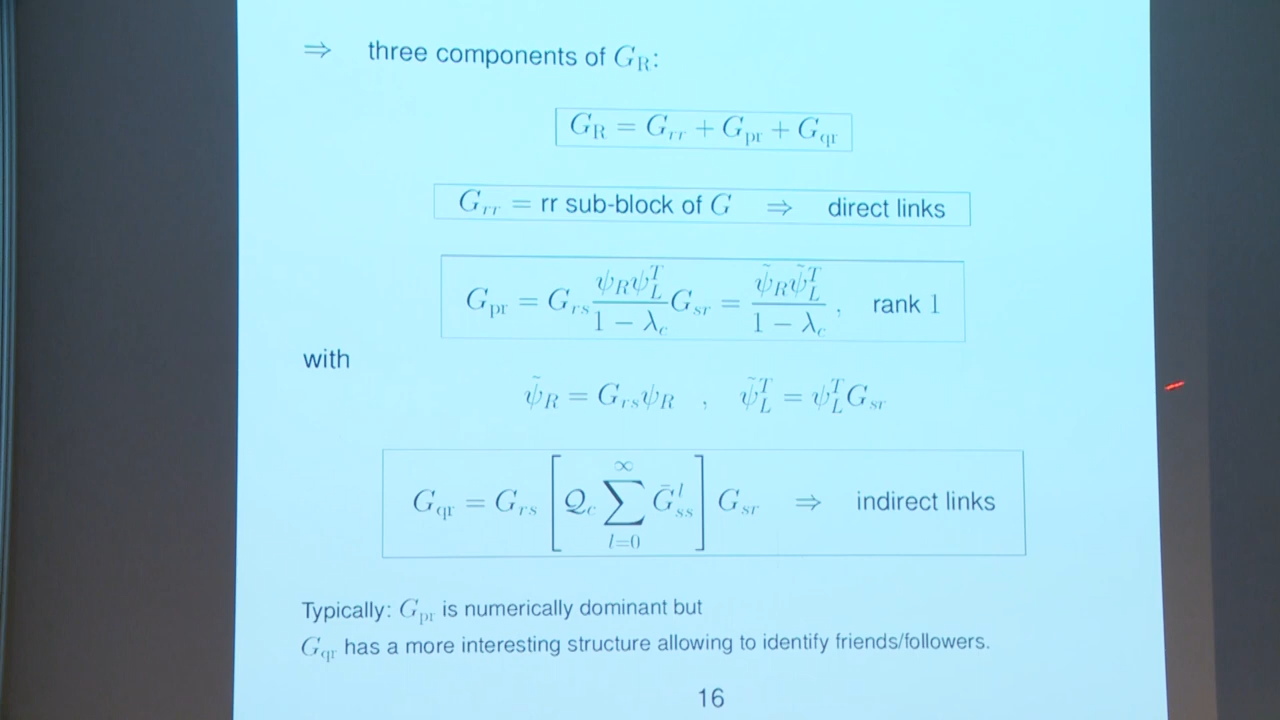 ⇒ three components of G_R:
G_R = G_rr + G_pr + G_qr
G_rr = rr sub-block of G ⇒ direct links
G_pr = G_rs (ψ_R ψ_L^T)/(1 − λ_c) G_sr = (ψ̃_R ψ̃_L^T)/(1 − λ_c) , rank 1
with
ψ̃_R = G_rs ψ_R , ψ̃_L^T = ψ_L^T G_sr
G_qr = G_rs [ Q_c ∑_{l=0}^{∞} Ḡ_ss^l ] G_sr ⇒ indirect links
Typically: G_pr is numerically dominant but
G_qr has a more interesting structure allowing to identify friends/followers.
16